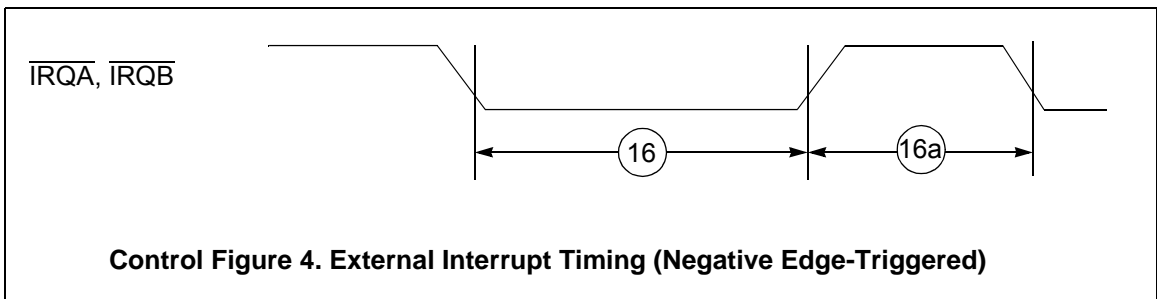 IRQA, IRQB
16
16a
Control Figure 4. External Interrupt Timing (Negative Edge-Triggered)